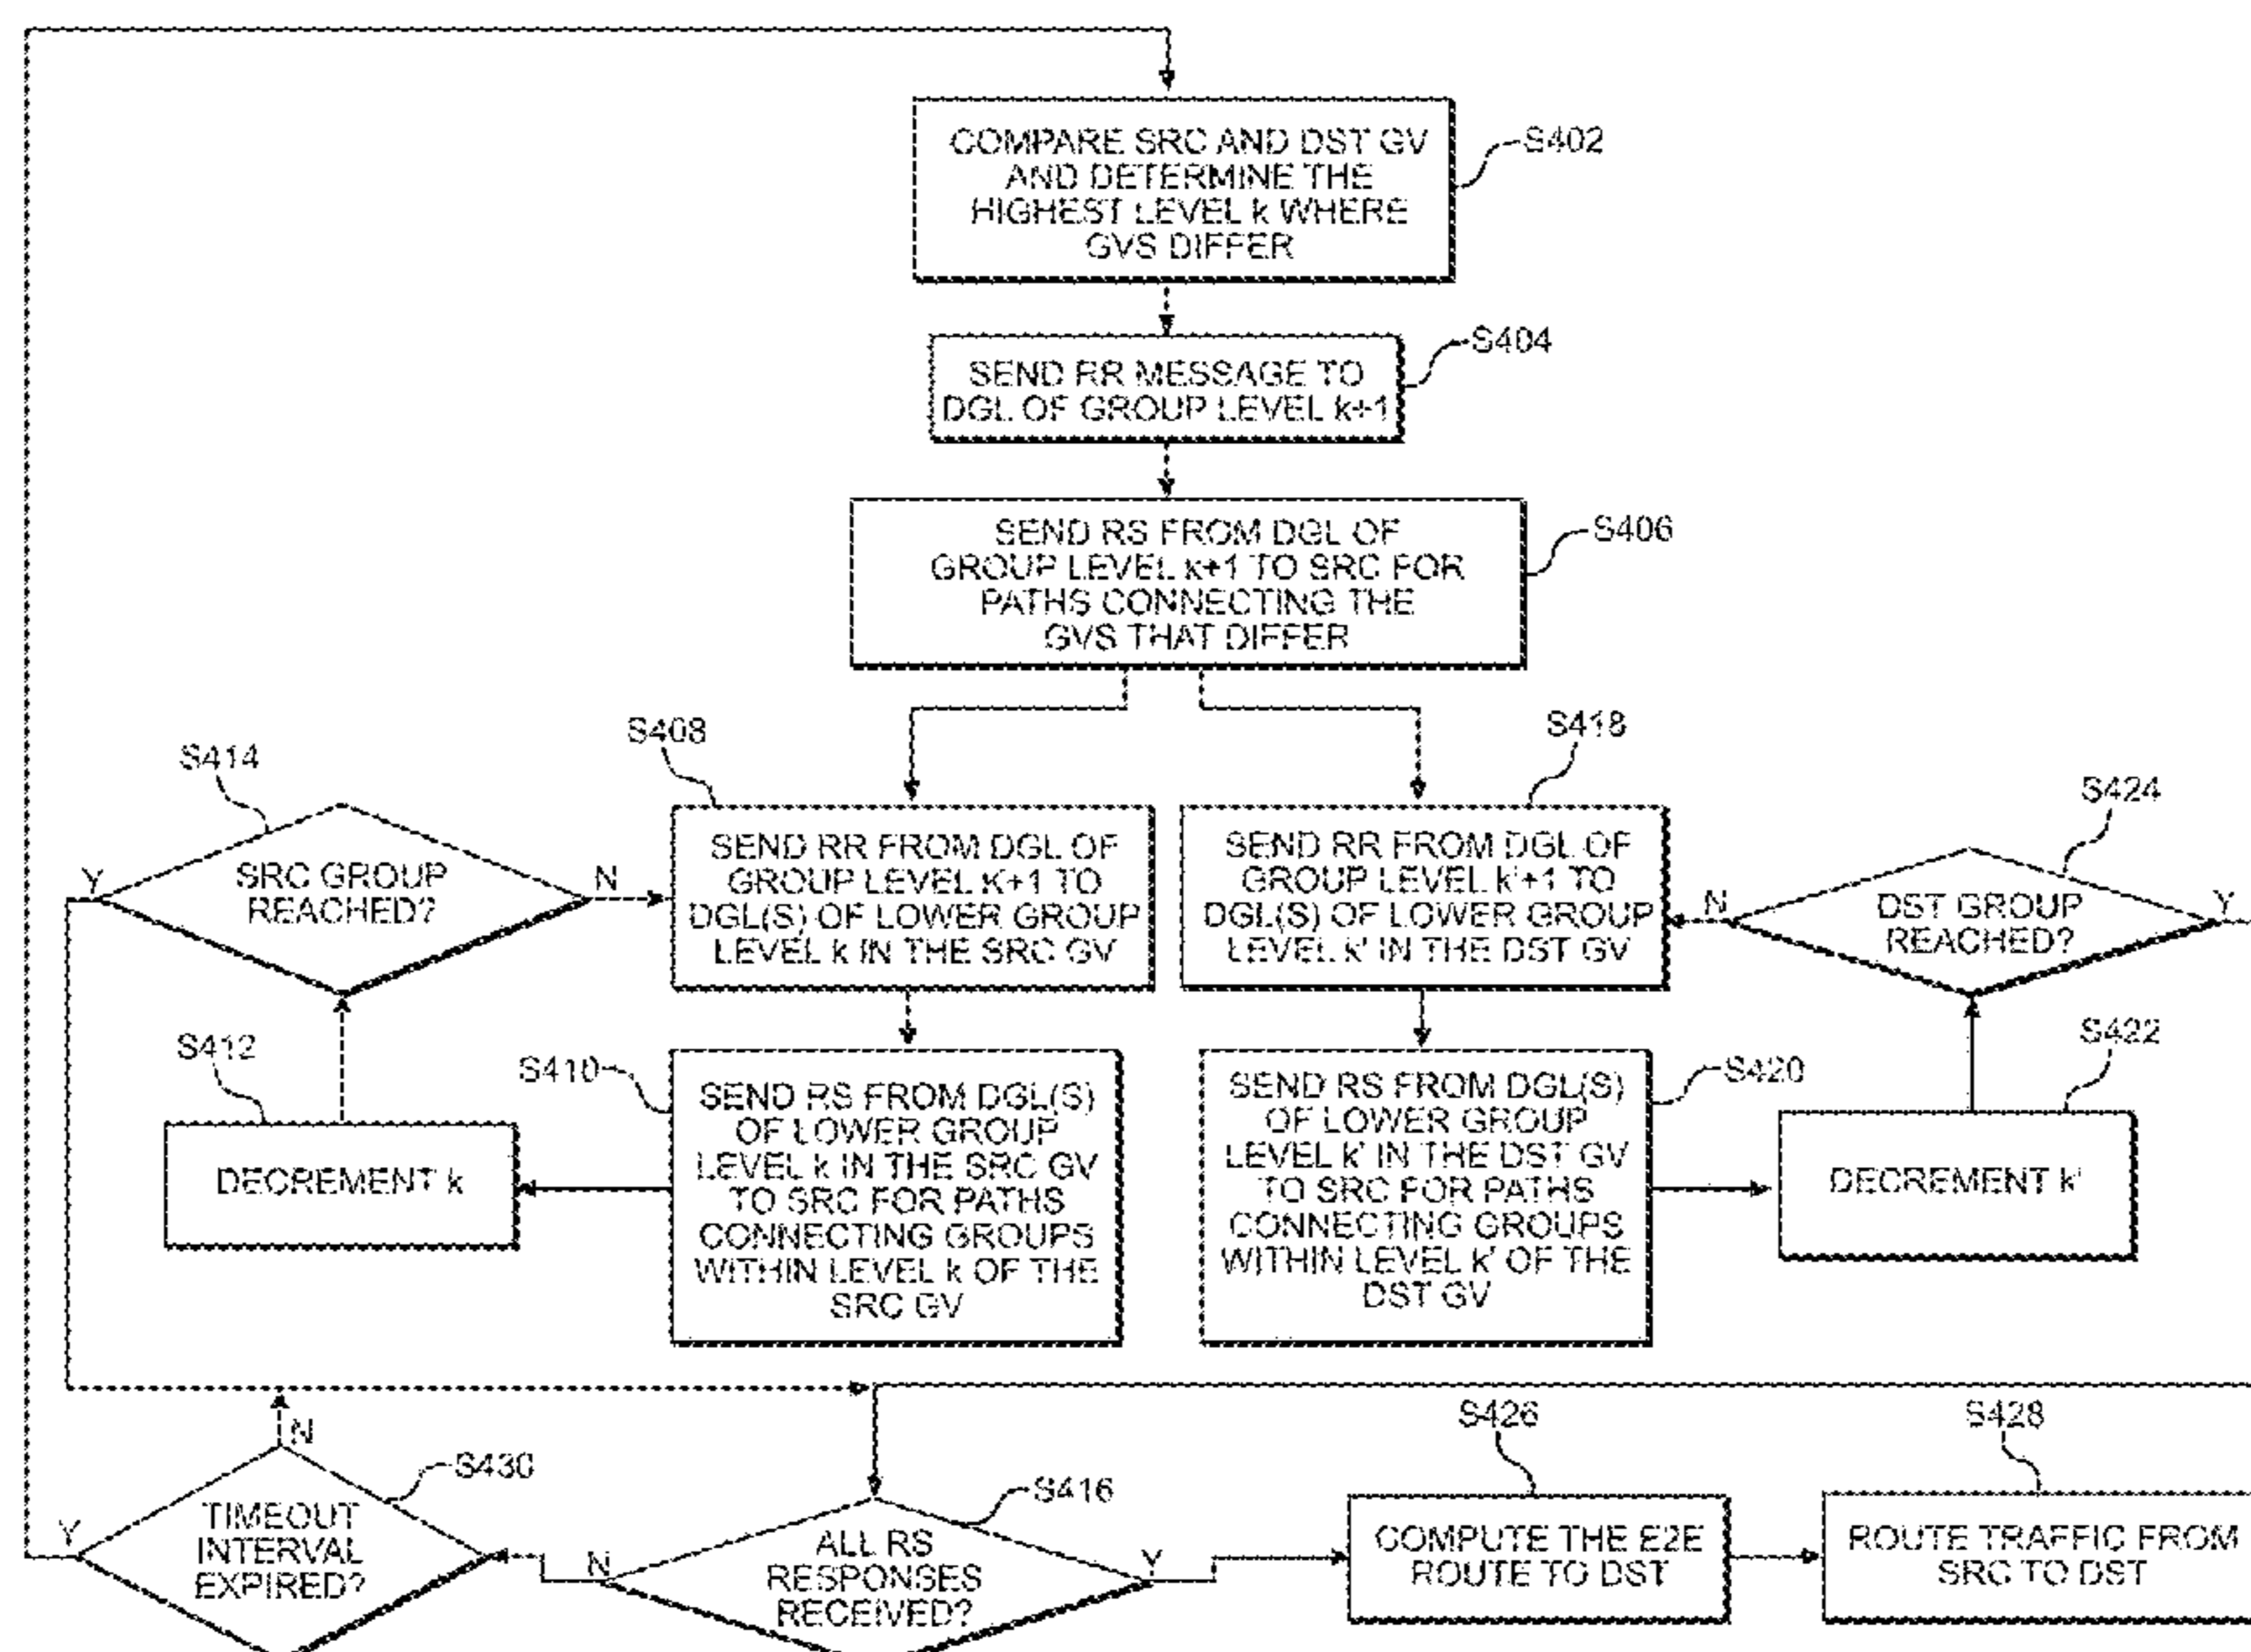 COMPARE SRC AND DST GV
AND DETERMINE THE
HIGHEST LEVEL k WHERE
GVS DIFFER
S402
SEND RR MESSAGE TO
DGL OF GROUP LEVEL k+1
S404
SEND RS FROM DGL OF
GROUP LEVEL k+1 TO SRC FOR
PATHS CONNECTING THE
GVS THAT DIFFER
S406
S414
SRC GROUP
REACHED?
Y
N
S408
SEND RR FROM DGL OF
GROUP LEVEL K+1 TO
DGL(S) OF LOWER GROUP
LEVEL k IN THE SRC GV
S418
SEND RR FROM DGL OF
GROUP LEVEL k'+1 TO
DGL(S) OF LOWER GROUP
LEVEL k' IN THE DST GV
S424
DST GROUP
REACHED?
N
Y
S412
DECREMENT k
S410
SEND RS FROM DGL(S)
OF LOWER GROUP
LEVEL k IN THE SRC GV
TO SRC FOR PATHS
CONNECTING GROUPS
WITHIN LEVEL k OF THE
SRC GV
SEND RS FROM DGL(S)
OF LOWER GROUP
LEVEL k' IN THE DST GV
TO SRC FOR PATHS
CONNECTING GROUPS
WITHIN LEVEL k' OF THE
DST GV
S420
S422
DECREMENT k'
N
S430
TIMEOUT
INTERVAL
EXPIRED?
Y
S416
ALL RS
RESPONSES
RECEIVED?
N
Y
S426
COMPUTE THE E2E
ROUTE TO DST
S428
ROUTE TRAFFIC FROM
SRC TO DST